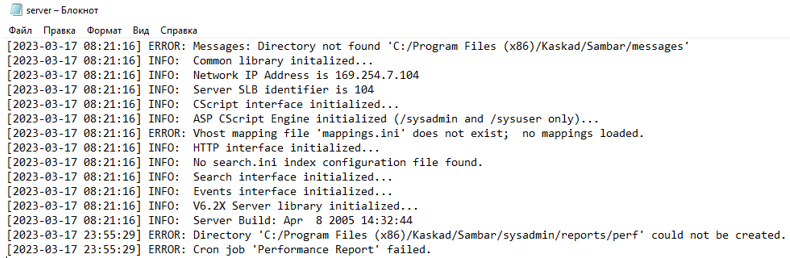 server – Блокнот
Файл Правка Формат Вид Справка
[2023-03-17 08:21:16] ERROR: Messages: Directory not found 'C:/Program Files (x86)/Kaskad/Sambar/messages'
[2023-03-17 08:21:16] INFO:  Common library initalized...
[2023-03-17 08:21:16] INFO:  Network IP Address is 169.254.7.104
[2023-03-17 08:21:16] INFO:  Server SLB identifier is 104
[2023-03-17 08:21:16] INFO:  CScript interface initialized...
[2023-03-17 08:21:16] INFO:  ASP CScript Engine initialized (/sysadmin and /sysuser only)...
[2023-03-17 08:21:16] ERROR: Vhost mapping file 'mappings.ini' does not exist;  no mappings loaded.
[2023-03-17 08:21:16] INFO:  HTTP interface initialized...
[2023-03-17 08:21:16] INFO:  No search.ini index configuration file found.
[2023-03-17 08:21:16] INFO:  Search interface initialized...
[2023-03-17 08:21:16] INFO:  Events interface initialized...
[2023-03-17 08:21:16] INFO:  V6.2X Server library initialized...
[2023-03-17 08:21:16] INFO:  Server Build: Apr  8 2005 14:32:44
[2023-03-17 23:55:29] ERROR: Directory 'C:/Program Files (x86)/Kaskad/Sambar/sysadmin/reports/perf' could not be created.
[2023-03-17 23:55:29] ERROR: Cron job 'Performance Report' failed.